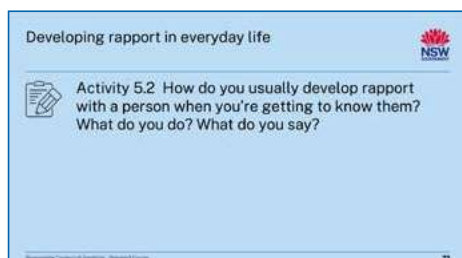 Developing rapport in everyday life
NSW
Activity 5.2 How do you usually develop rapport
with a person when you're getting to know them?
What do you do? What do you say?